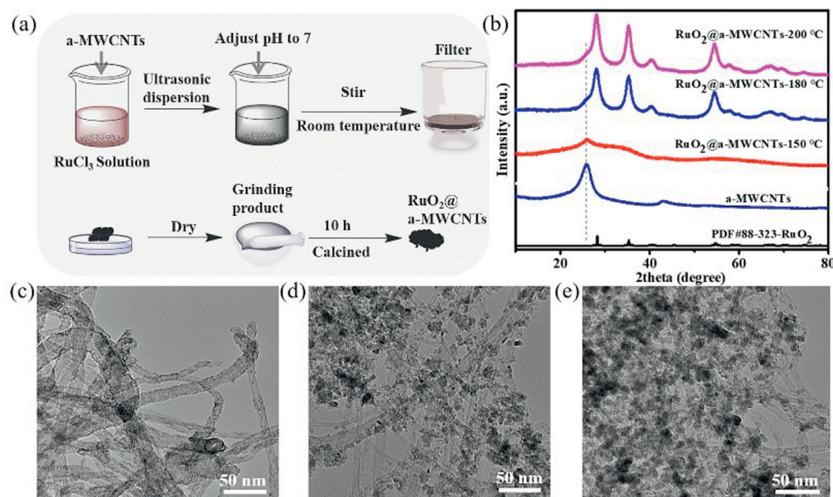 (a)
a-MWCNTs
Adjust pH to 7
Filter
Ultrasonic
dispersion
Stir
Room temperature
RuCl3 Solution
Dry
Grinding
product
10 h
Calcined
RuO2@
a-MWCNTs
(b)
Intensity (a.u.)
RuO2@a-MWCNTs-200 °C
RuO2@a-MWCNTs-180 °C
RuO2@a-MWCNTs-150 °C
a-MWCNTs
PDF#88-323-RuO2
20 40 60 80
2theta (degree)
(c)
50 nm
(d)
50 nm
(e)
50 nm